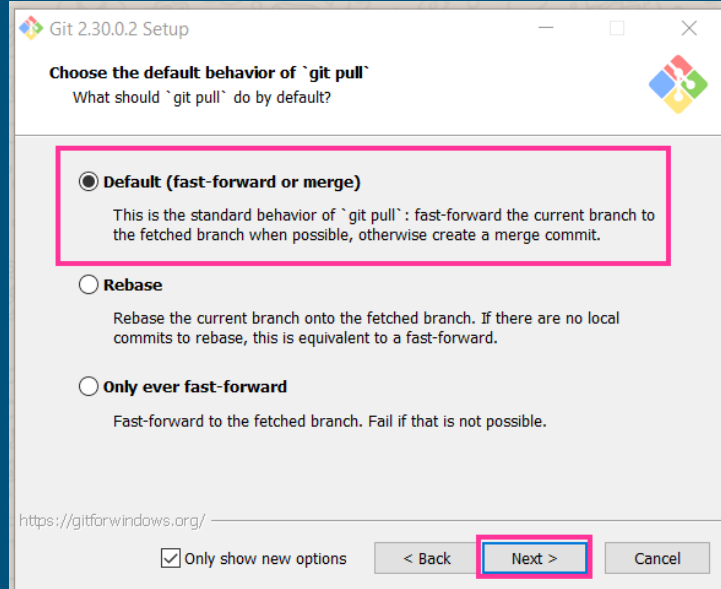 Git 2.30.0.2 Setup
Choose the default behavior of `git pull`
What should `git pull` do by default?
Default (fast-forward or merge)
This is the standard behavior of `git pull`: fast-forward the current branch to
the fetched branch when possible, otherwise create a merge commit.
Rebase
Rebase the current branch onto the fetched branch. If there are no local
commits to rebase, this is equivalent to a fast-forward.
Only ever fast-forward
Fast-forward to the fetched branch. Fail if that is not possible.
https://gitforwindows.org/
Only show new options < Back Next > Cancel